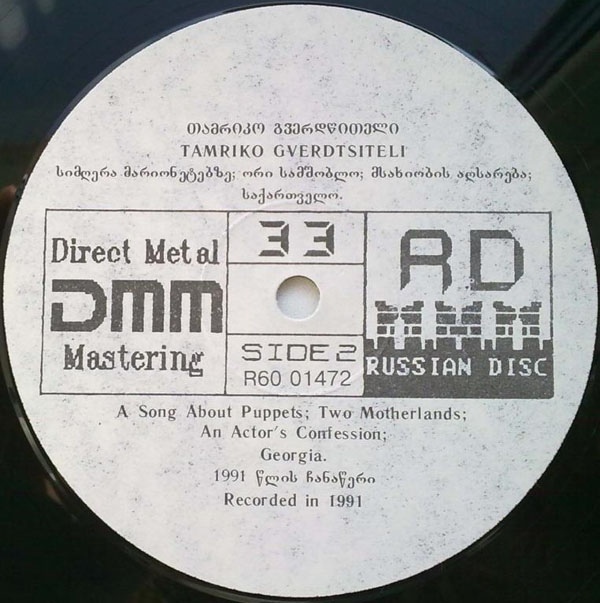 თამრიკო გვერდწითელი
TAMRIKO GVERDTSITELI
სიმღერა მარიონეტებზე; ორი სამშობლო; მსახიობის აღსარება;
საქართველო.
Direct Metal
DMM
Mastering
33
SIDE 2
R60 01472
RD
RUSSIAN DISC
A Song About Puppets; Two Motherlands;
An Actor's Confession;
Georgia.
1991 წლის ჩანაწერი
Recorded in 1991